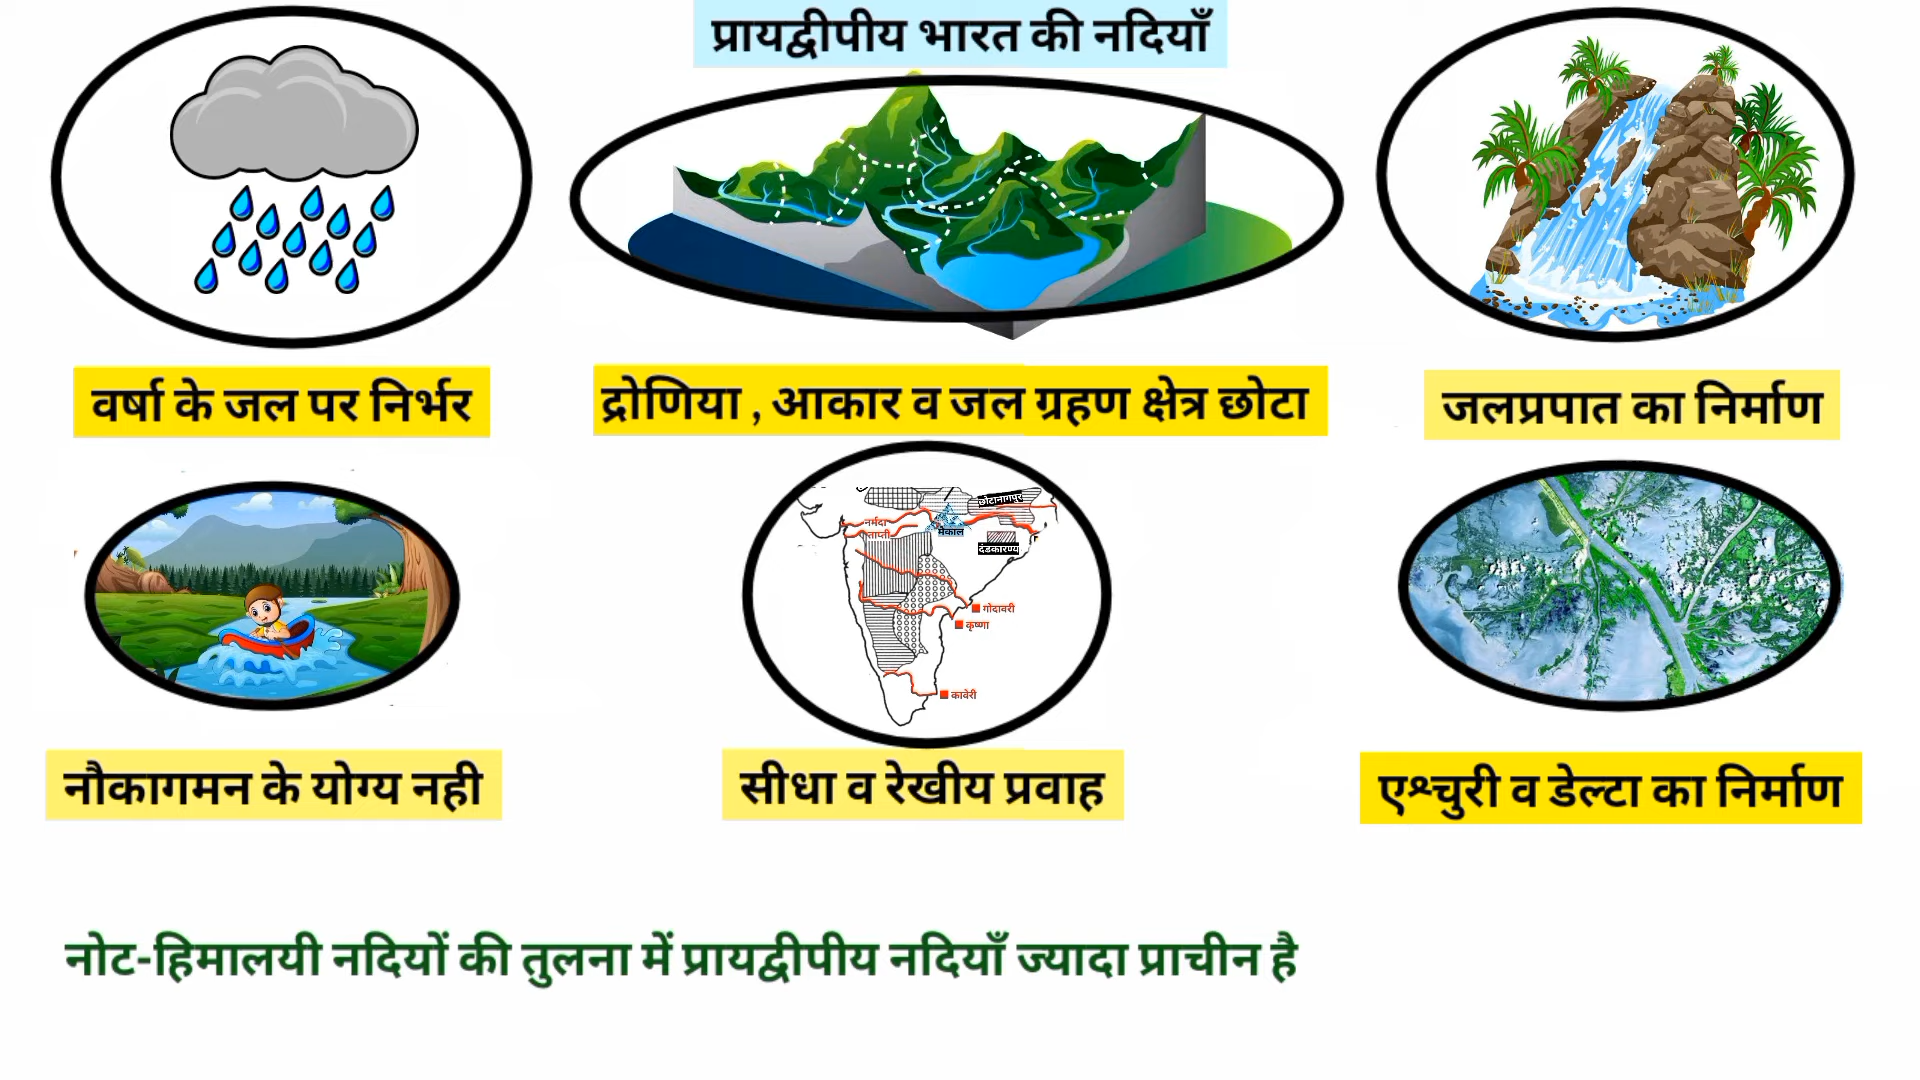 प्रायद्वीपीय भारत की नदियाँ
वर्षा के जल पर निर्भर
द्रोणिया , आकार व जल ग्रहण क्षेत्र छोटा
जलप्रपात का निर्माण
छोटानागपुर
नर्मदा
मैकाल
ताप्ती
दंडकारण्य
गोंदावरी
कृष्णा
कावेरी
नौकागमन के योग्य नही
सीधा व रेखीय प्रवाह
एश्चुरी व डेल्टा का निर्माण
नोट-हिमालयी नदियों की तुलना में प्रायद्वीपीय नदियाँ ज्यादा प्राचीन है